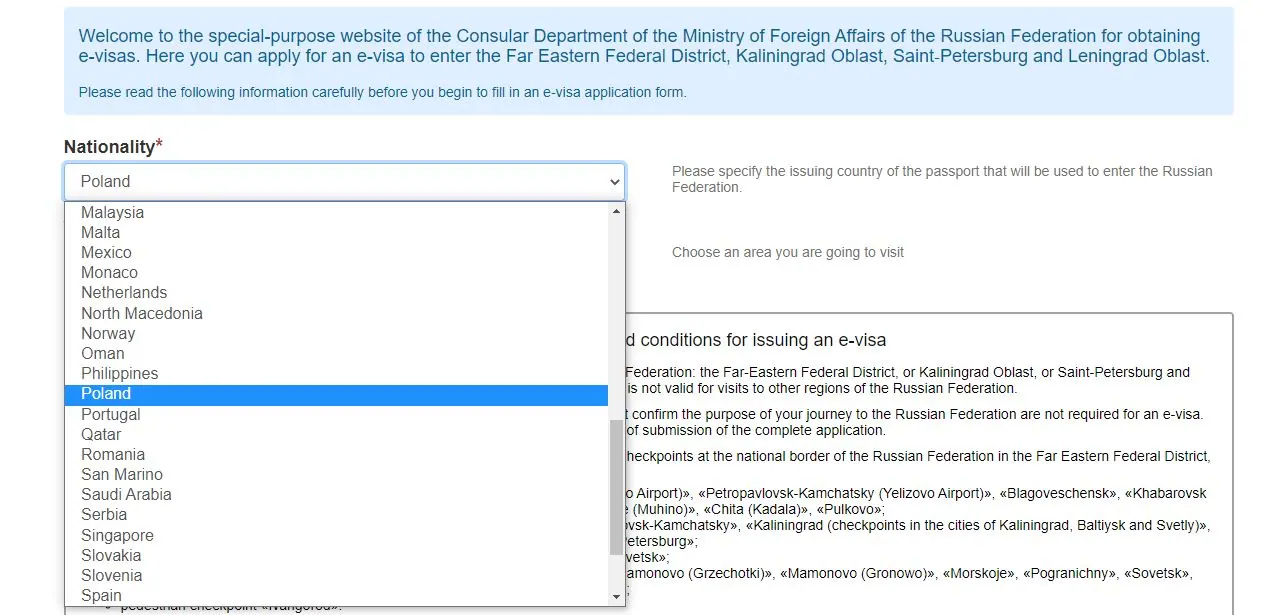 Welcome to the special-purpose website of the Consular Department of the Ministry of Foreign Affairs of the Russian Federation for obtaining
e-visas. Here you can apply for an e-visa to enter the Far Eastern Federal District, Kaliningrad Oblast, Saint-Petersburg and Leningrad Oblast.
Please read the following information carefully before you begin to fill in an e-visa application form.
Nationality*
Poland
Please specify the issuing country of the passport that will be used to enter the Russian
Federation.
Choose an area you are going to visit
Malaysia
Malta
Mexico
Monaco
Netherlands
North Macedonia
Norway
Oman
Philippines
Poland
Portugal
Qatar
Romania
San Marino
Saudi Arabia
Serbia
Singapore
Slovakia
Slovenia
Spain
d conditions for issuing an e-visa
Federation: the Far-Eastern Federal District, or Kaliningrad Oblast, or Saint-Petersburg and
is not valid for visits to other regions of the Russian Federation.
t confirm the purpose of your journey to the Russian Federation are not required for an e-visa.
of submission of the complete application.
heckpoints at the national border of the Russian Federation in the Far Eastern Federal District,
o Airport)», «Petropavlovsk-Kamchatsky (Yelizovo Airport)», «Blagoveschensk», «Khabarovsk
(Muhino)», «Chita (Kadala)», «Pulkovo»;
ovsk-Kamchatsky», «Kaliningrad (checkpoints in the cities of Kaliningrad, Baltiysk and Svetly)»,
etersburg»;
vetsk»;
amonovo (Grzechotki)», «Mamonovo (Gronowo)», «Morskoje», «Pogranichny», «Sovetsk»,
;
pedestrian checkpoint «Ivangorod».